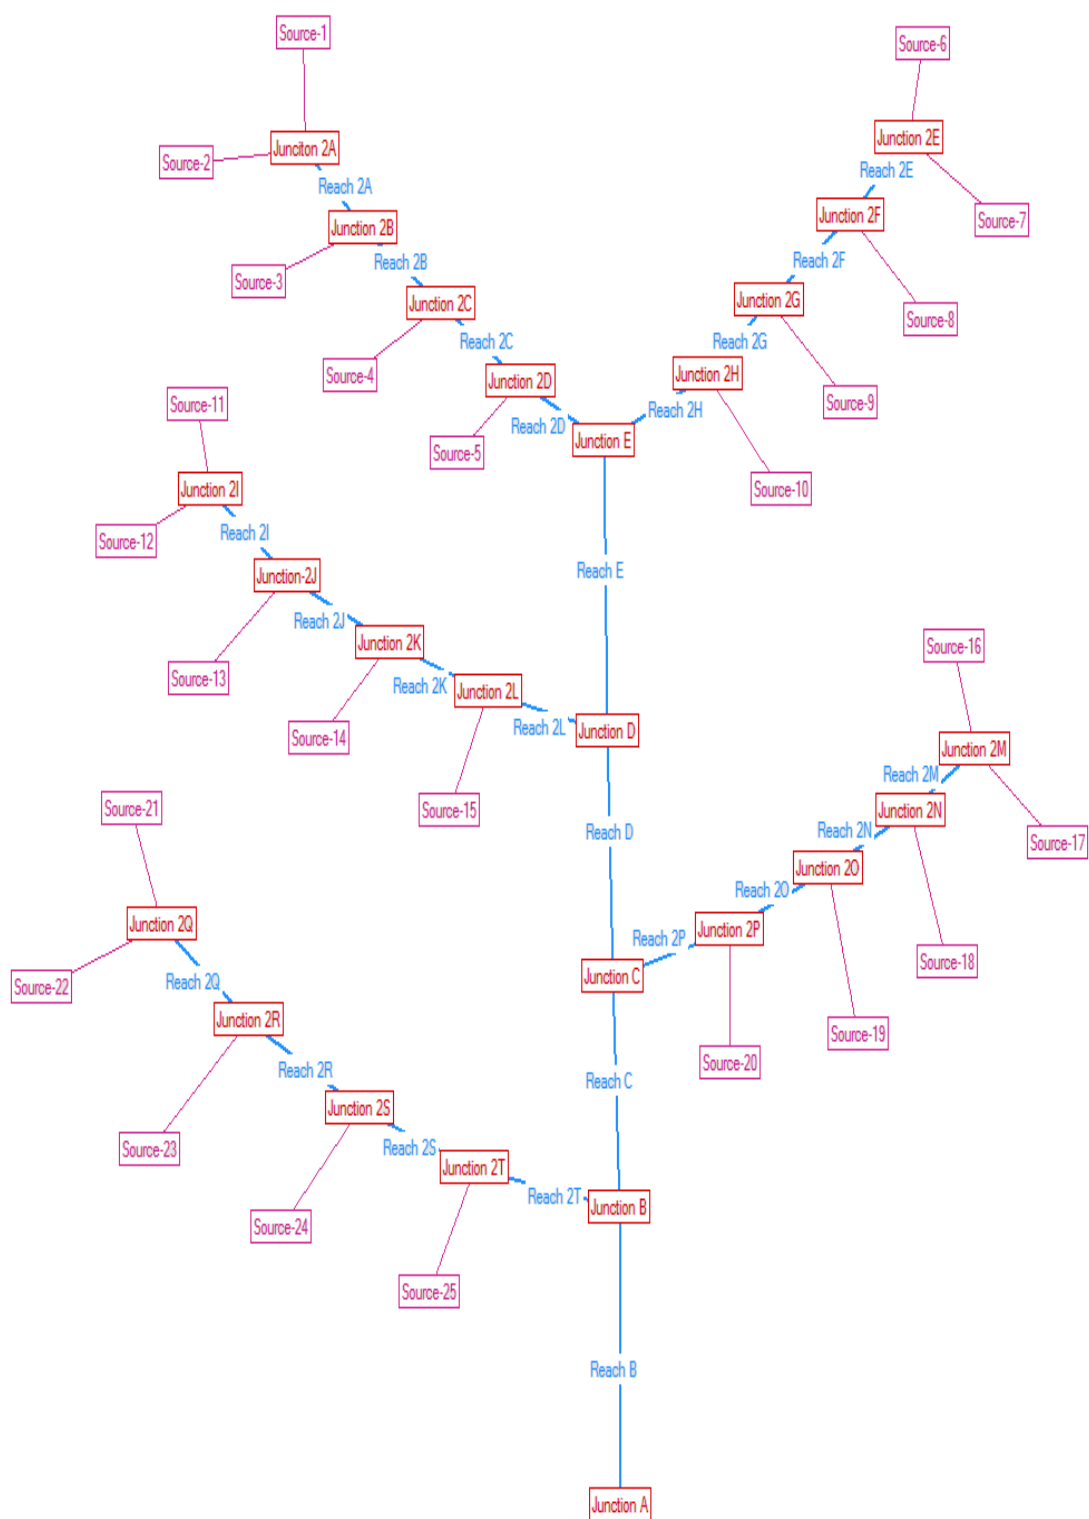 Source-1
Source-6
Junciton 2A
Junction 2E
Source-2
Reach 2A
Reach 2E
Junction 2B
Junction 2F
Source-7
Reach 2B
Reach 2F
Source-3
Junction 2C
Junction 2G
Source-8
Reach 2C
Reach 2G
Source-4
Junction 2D
Junction 2H
Source-9
Source-11
Reach 2D
Reach 2H
Junction E
Source-5
Junction 2I
Source-10
Reach 2I
Source-12
Junction-2J
Reach E
Reach 2J
Junction 2K
Source-16
Source-13
Reach 2K
Junction 2L
Reach 2L
Junction D
Source-14
Junction 2M
Reach 2M
Source-21
Source-15
Junction 2N
Reach D
Reach 2N
Source-17
Junction 2O
Reach 2O
Junction 2Q
Junction 2P
Reach 2P
Source-18
Source-22
Reach 2Q
Junction C
Junction 2R
Source-19
Source-20
Reach 2R
Reach C
Junction 2S
Source-23
Reach 2S
Junction 2T
Reach 2T
Junction B
Source-24
Source-25
Reach B
Junction A